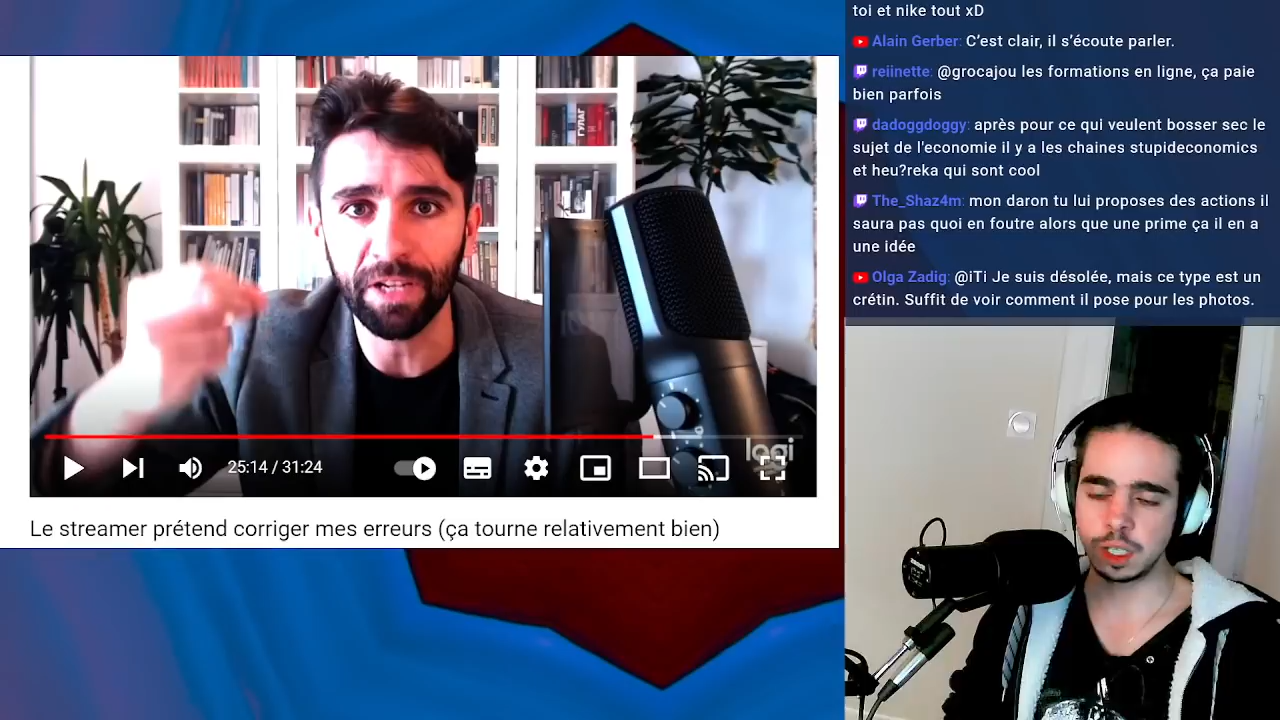 toi et nike tout xD
Alain Gerber: C’est clair, il s’écoute parler.
reiinette: @grocajou les formations en ligne, ça paie
bien parfois
dadoggdoggy: après pour ce qui veulent bosser sec le
sujet de l'economie il y a les chaines stupideconomics
et heu?reka qui sont cool
The_Shaz4m: mon daron tu lui proposes des actions il
saura pas quoi en foutre alors que une prime ça il en a
une idée
Olga Zadig: @iTi Je suis désolée, mais ce type est un
crétin. Suffit de voir comment il pose pour les photos.
ГУЛАГ
logi
25:14 / 31:24
Le streamer prétend corriger mes erreurs (ça tourne relativement bien)